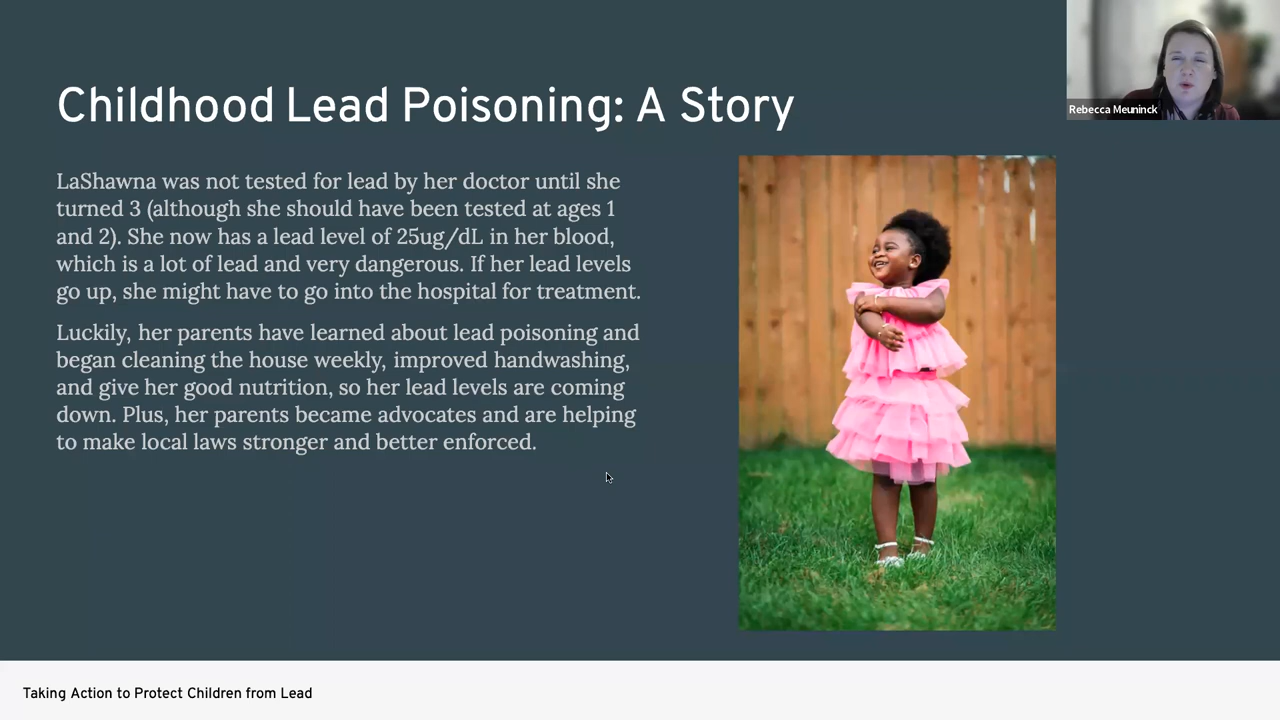 Childhood Lead Poisoning: A Story
Rebecca Meuninck
LaShawna was not tested for lead by her doctor until she
turned 3 (although she should have been tested at ages 1
and 2). She now has a lead level of 25ug/dL in her blood,
which is a lot of lead and very dangerous. If her lead levels
go up, she might have to go into the hospital for treatment.
Luckily, her parents have learned about lead poisoning and
began cleaning the house weekly, improved handwashing,
and give her good nutrition, so her lead levels are coming
down. Plus, her parents became advocates and are helping
to make local laws stronger and better enforced.
Taking Action to Protect Children from Lead